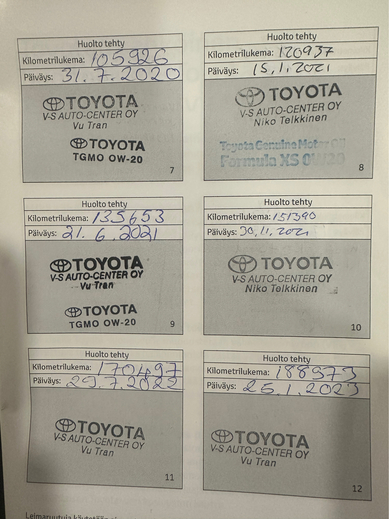 Huolto tehty
Kilometrilukema: 105926
Päiväys: 31.7.2020
TOYOTA
V-S AUTO-CENTER OY
Vu Tran
TOYOTA
TGMO OW-20
7
Huolto tehty
Kilometrilukema: 120937
Päiväys: 15.1.2021
TOYOTA
V-S AUTO-CENTER OY
Niko Telkkinen
Toyota Genuine Motor Oil
Formula XS 0W/20
8
Huolto tehty
Kilometrilukema: 135653
Päiväys: 21.6.2021
TOYOTA
V-S AUTO-CENTER OY
Vu Tran
TOYOTA
TGMO OW-20
9
Huolto tehty
Kilometrilukema: 151390
Päiväys: 30.11.2021
TOYOTA
V-S AUTO-CENTER OY
Niko Telkkinen
10
Huolto tehty
Kilometrilukema: 170497
Päiväys: 29.7.2022
TOYOTA
V-S AUTO-CENTER OY
Vu Tran
11
Huolto tehty
Kilometrilukema: 188973
Päiväys: 25.1.2023
TOYOTA
V-S AUTO-CENTER OY
Vu Tran
12